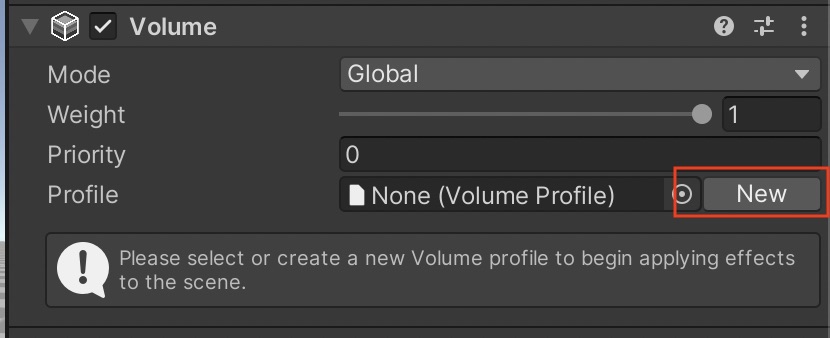 Volume
Mode Global
Weight 1
Priority 0
Profile None (Volume Profile) New
Please select or create a new Volume profile to begin applying effects
to the scene.